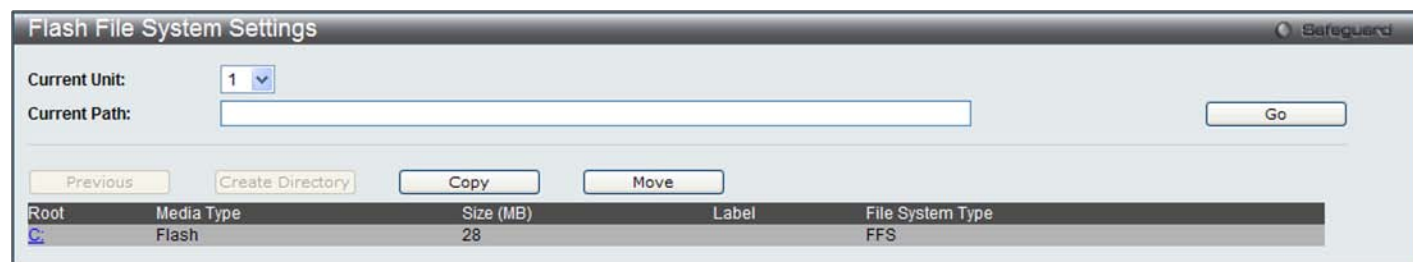 Flash File System Settings
Safeguard
Current Unit: 1
Current Path:
Go
Previous Create Directory Copy Move
Root Media Type Size (MB) Label File System Type
C: Flash 28 FFS